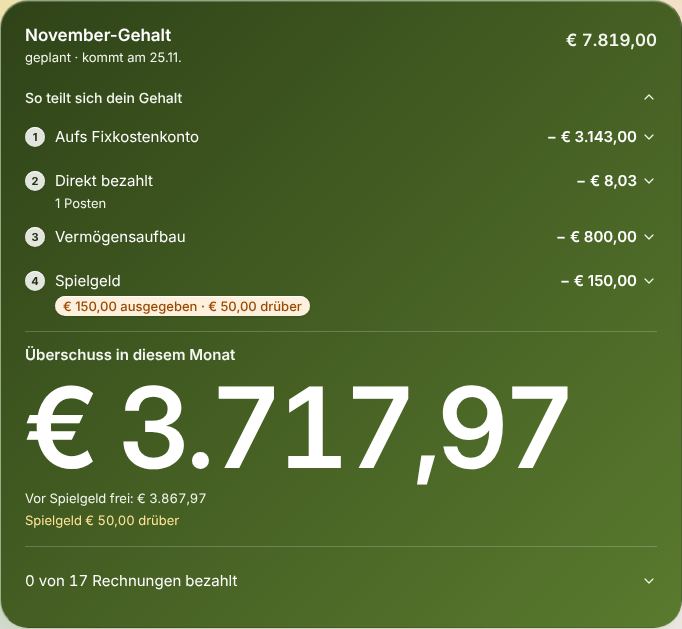 November-Gehalt
€ 7.819,00
geplant · kommt am 25.11.
So teilt sich dein Gehalt
1 Aufs Fixkostenkonto – € 3.143,00
2 Direkt bezahlt – € 8,03
1 Posten
3 Vermögensaufbau – € 800,00
4 Spielgeld – € 150,00
€ 150,00 ausgegeben · € 50,00 drüber
Überschuss in diesem Monat
€ 3.717,97
Vor Spielgeld frei: € 3.867,97
Spielgeld € 50,00 drüber
0 von 17 Rechnungen bezahlt